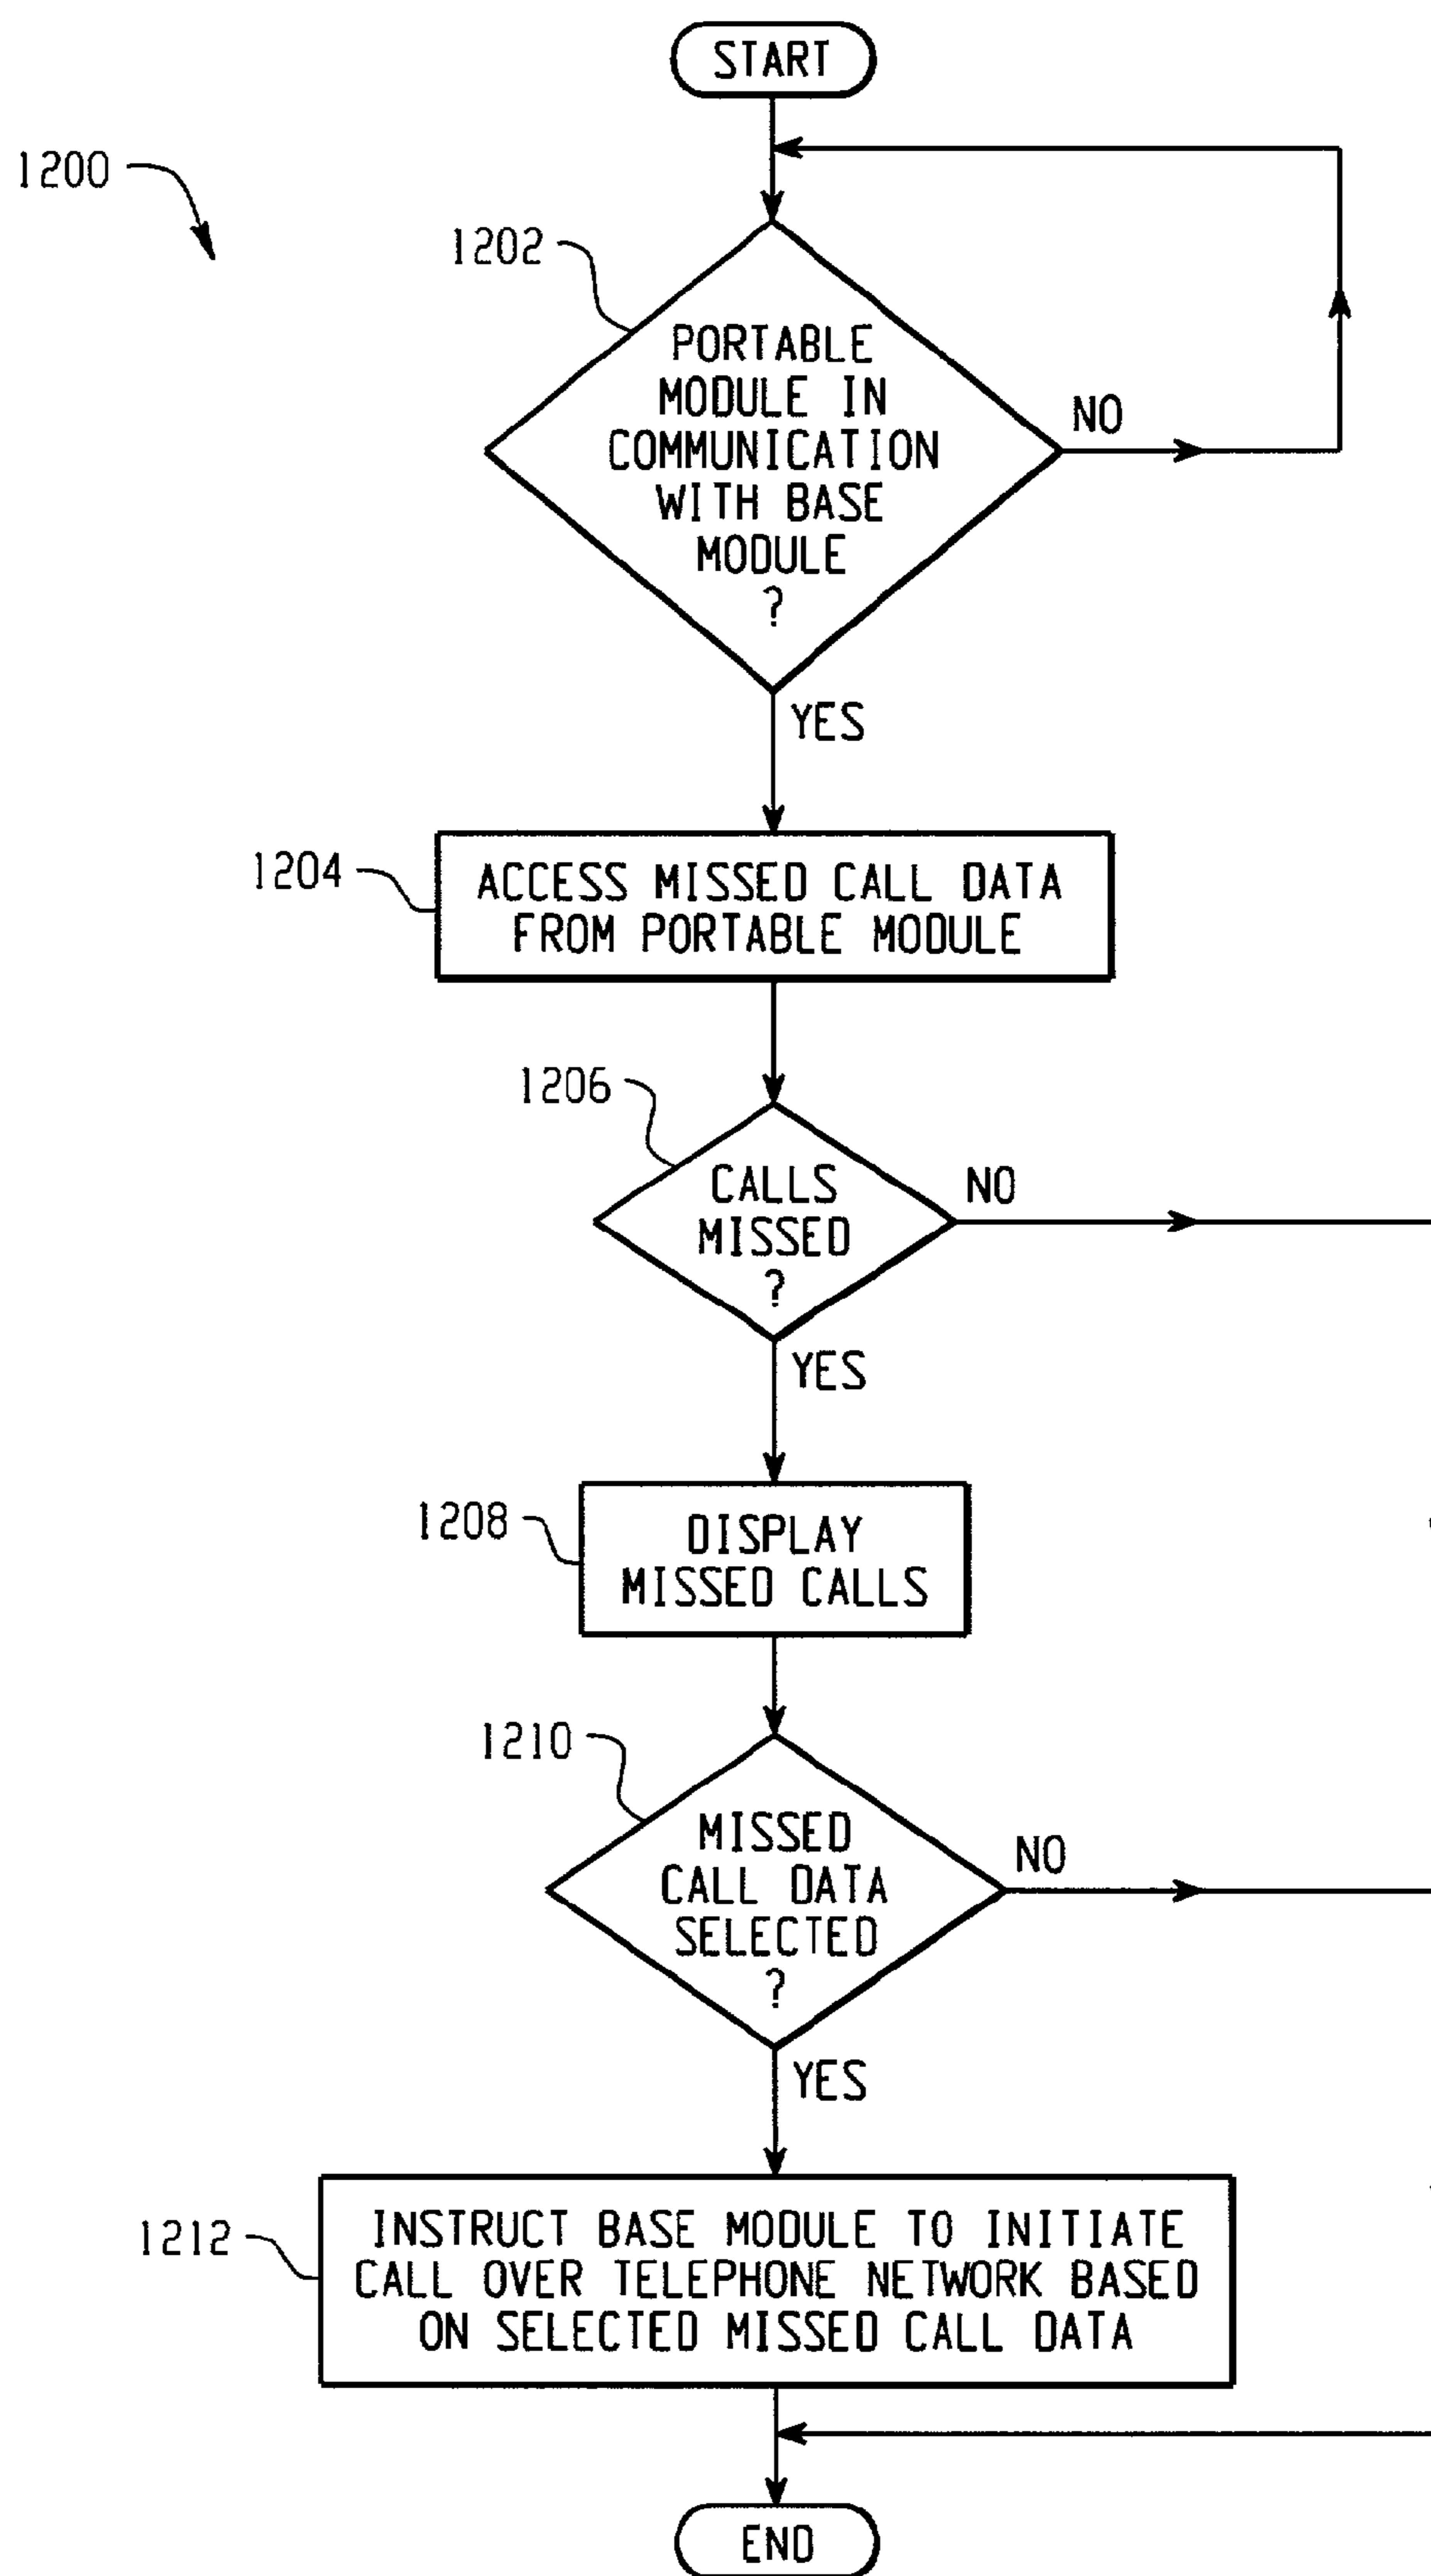 START
1200
1202
PORTABLE
MODULE IN
COMMUNICATION
WITH BASE
MODULE
?
NO
YES
1204
ACCESS MISSED CALL DATA
FROM PORTABLE MODULE
1206
CALLS
MISSED
?
NO
YES
1208
DISPLAY
MISSED CALLS
1210
MISSED
CALL DATA
SELECTED
?
NO
YES
1212
INSTRUCT BASE MODULE TO INITIATE
CALL OVER TELEPHONE NETWORK BASED
ON SELECTED MISSED CALL DATA
END